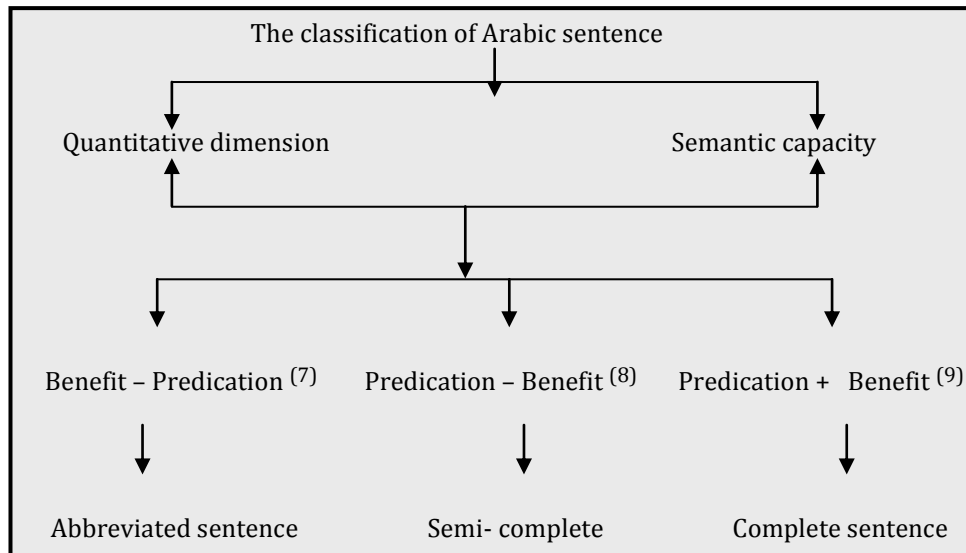 The classification of Arabic sentence
Quantitative dimension Semantic capacity
Benefit – Predication (7) Predication – Benefit (8) Predication + Benefit (9)
Abbreviated sentence Semi- complete Complete sentence